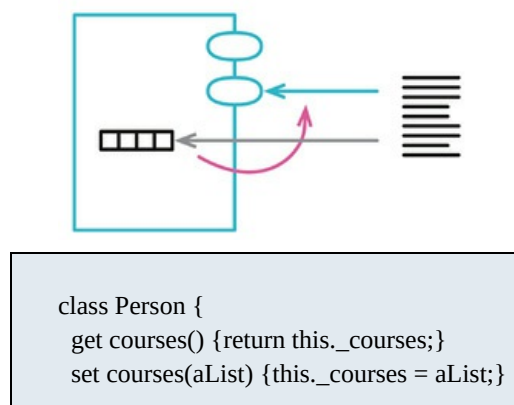 class Person {
get courses() {return this._courses;}
set courses(aList) {this._courses = aList;}